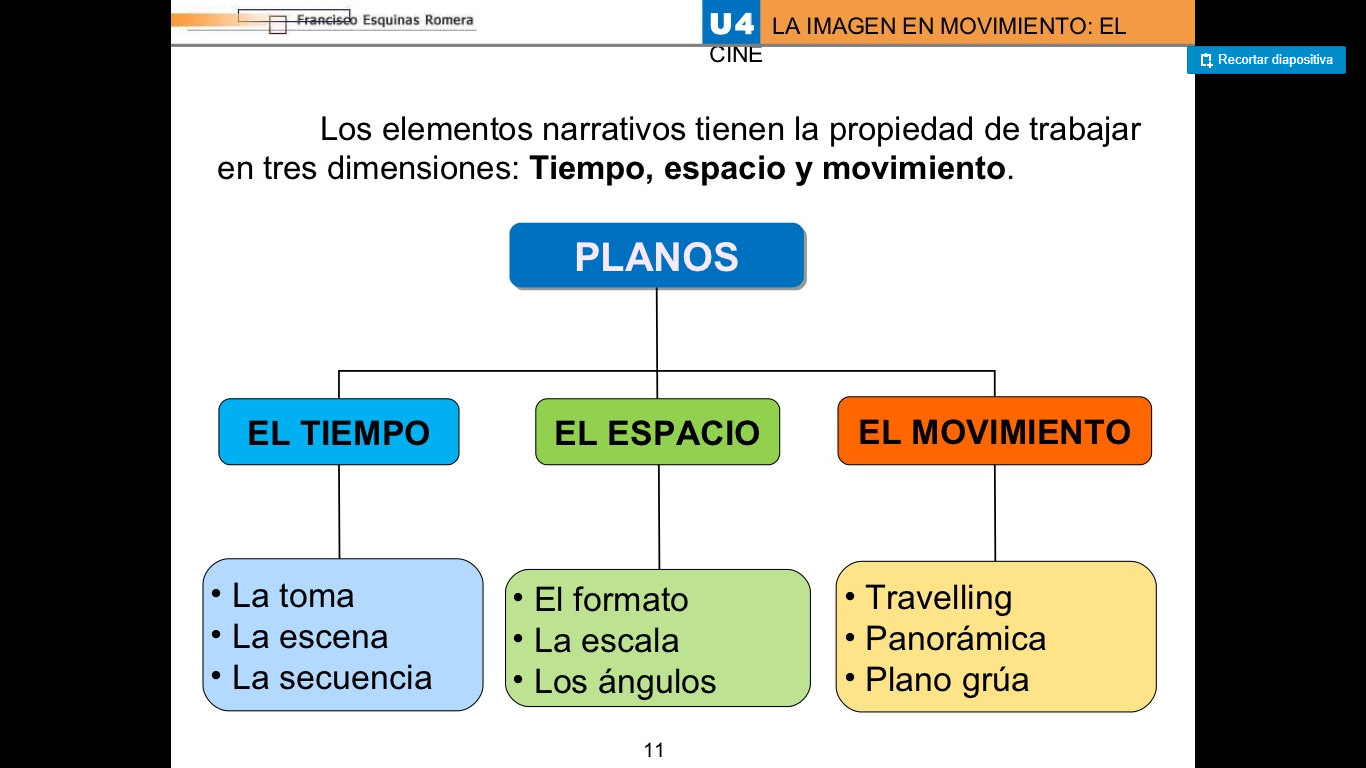 Francisco Esquinas Romera
U4 LA IMAGEN EN MOVIMIENTO: EL
CINE
Recortar diapositiva
Los elementos narrativos tienen la propiedad de trabajar
en tres dimensiones: Tiempo, espacio y movimiento.
PLANOS
EL TIEMPO
EL ESPACIO
EL MOVIMIENTO
• La toma
• La escena
• La secuencia
• El formato
• La escala
• Los ángulos
• Travelling
• Panorámica
• Plano grúa
11